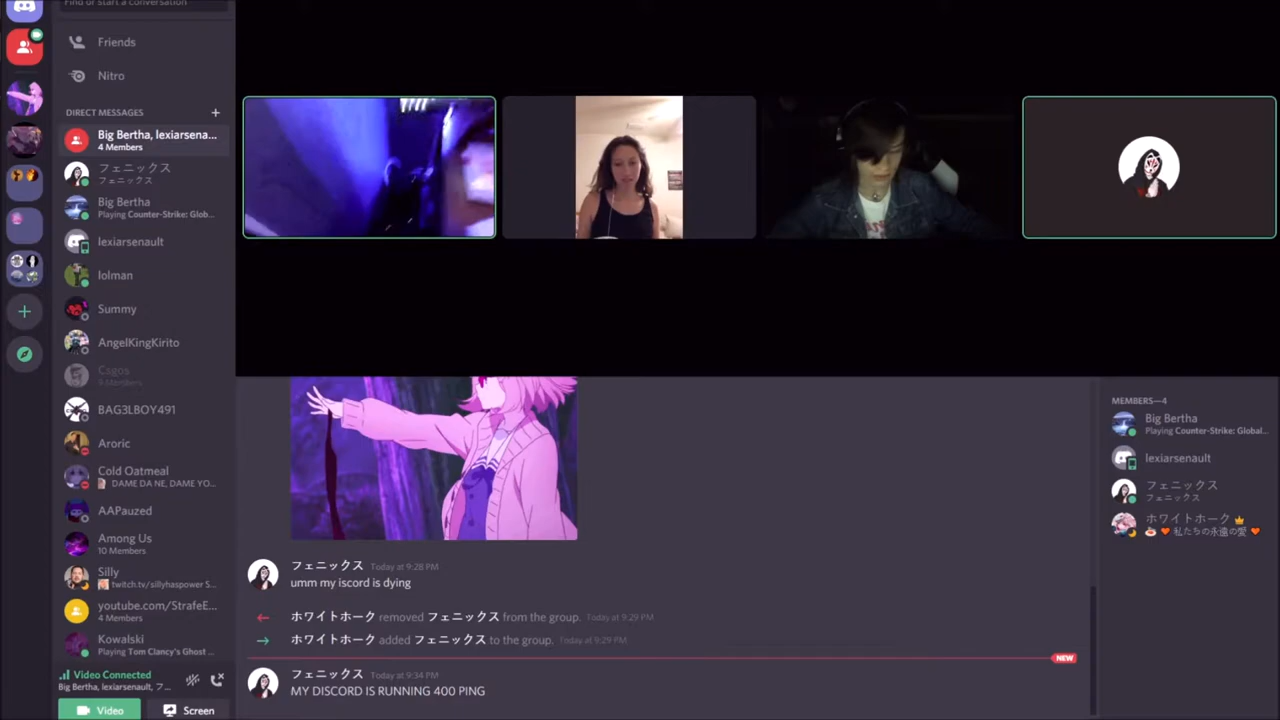 Find or start a conversation
Friends
Nitro
DIRECT MESSAGES
Big Bertha, lexiarsena...
4 Members
フェニックス
フェニックス
Big Bertha
Playing Counter-Strike: Glob...
lexiarsenault
lolman
Summy
AngelKingKirito
Cagos
9 Members
BAG3LBOY491
Aroric
Cold Oatmeal
DAME DA NE, DAME YO...
AAPauzed
Among Us
10 Members
Silly
twitch.tv/sillyhaspower S...
youtube.com/StrafeE...
4 Members
Kowalski
Playing Tom Clancy's Ghost ...
Video Connected
Big Bertha, lexiarsenault, フ...
Video
Screen
フェニックス Today at 9:28 PM
umm my iscord is dying
ホワイトホーク removed フェニックス from the group. Today at 9:29 PM
ホワイトホーク added フェニックス to the group. Today at 9:29 PM
NEW
フェニックス Today at 9:34 PM
MY DISCORD IS RUNNING 400 PING
MEMBERS—4
Big Bertha
Playing Counter-Strike: Global...
lexiarsenault
フェニックス
フェニックス
ホワイトホーク
私たちの永遠の愛